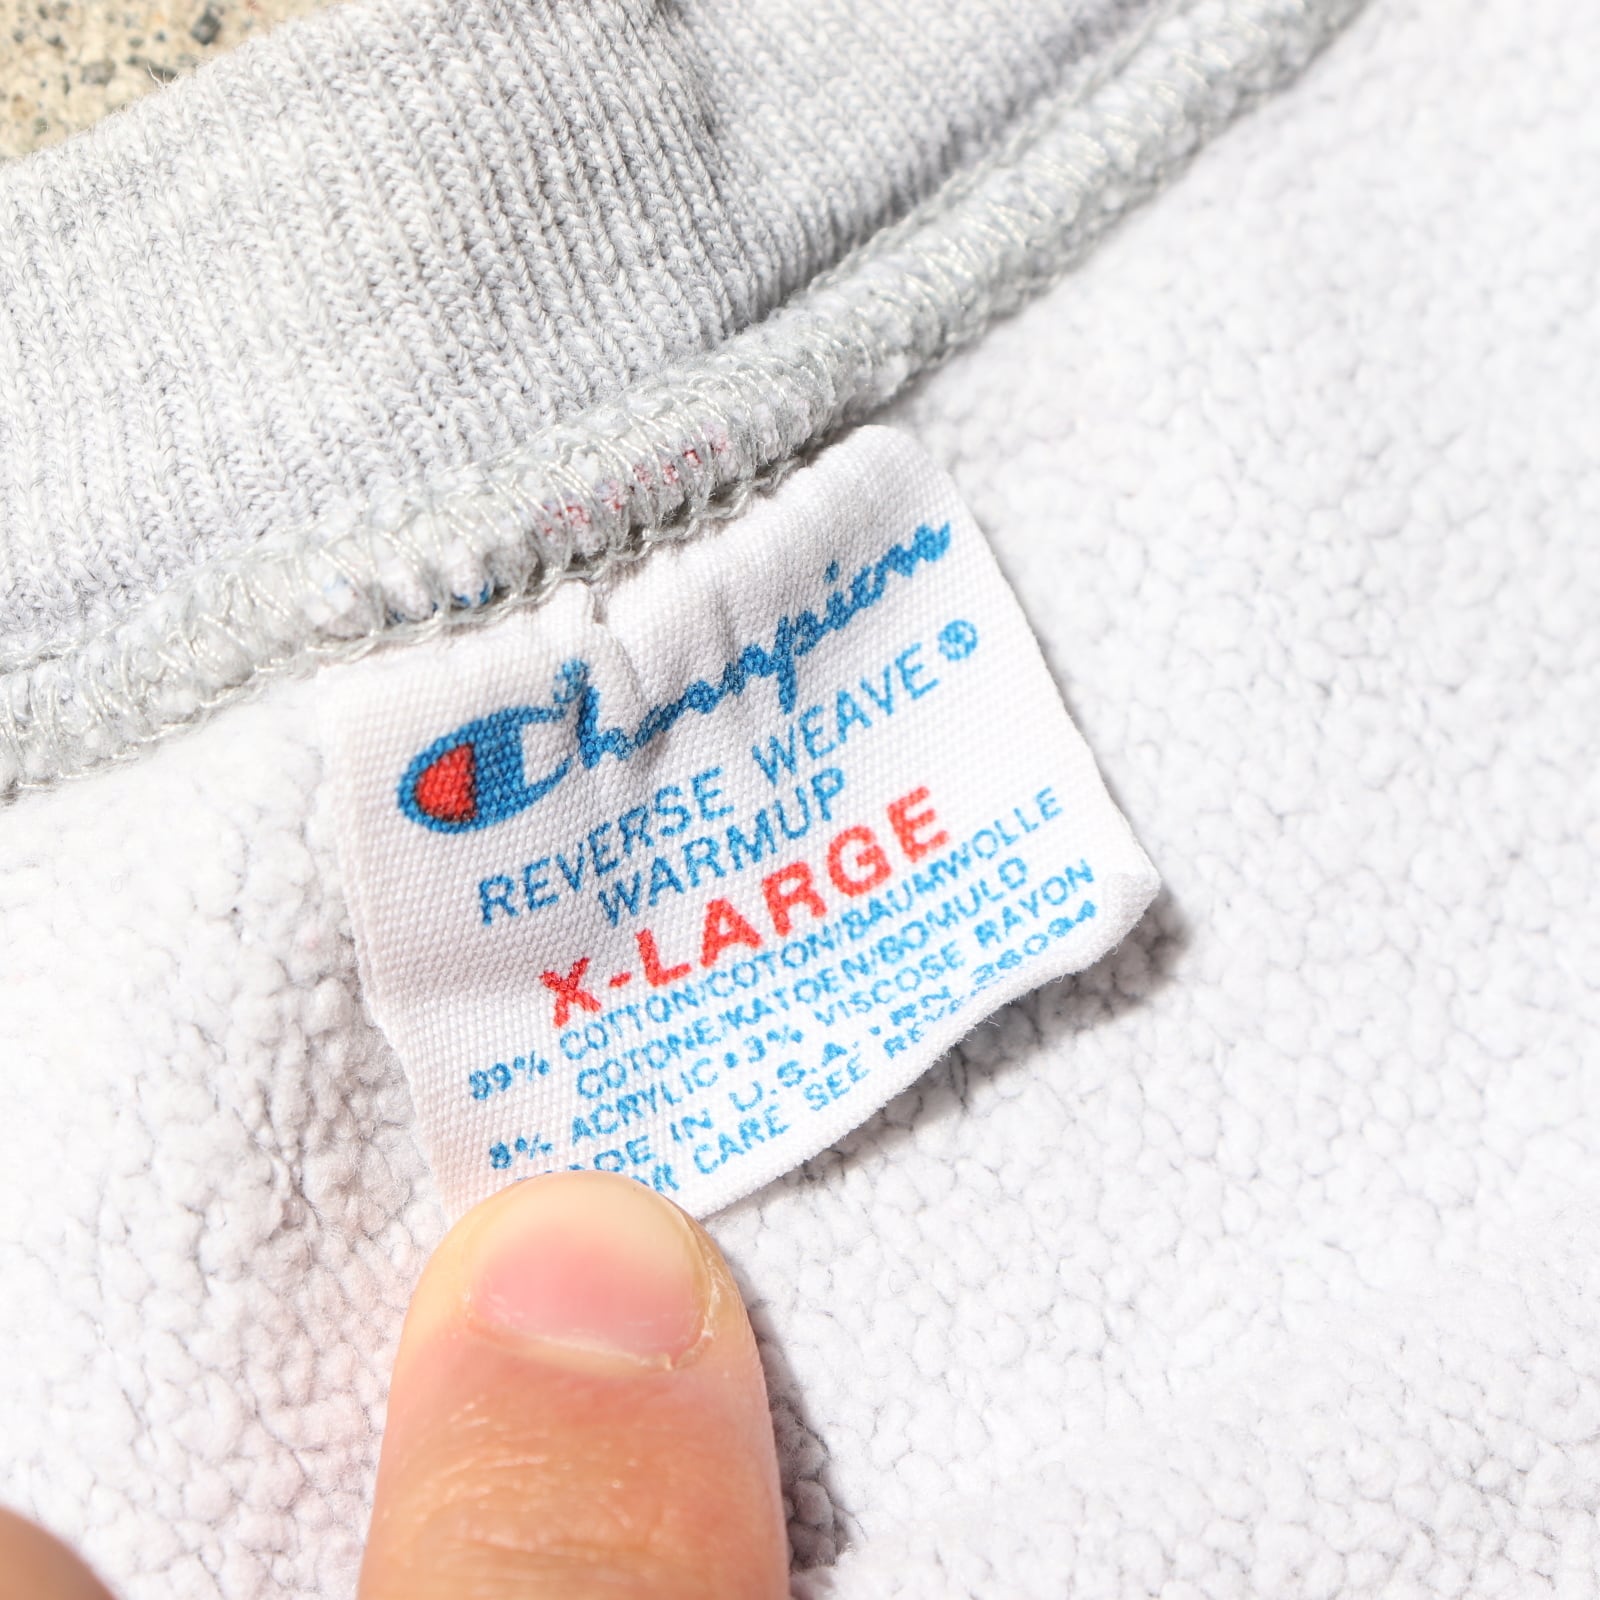 Champion
REVERSE WEAVE®
WARMUP
X-LARGE
89% COTTON/COTON/BAUMWOLLE
COTONE/KATOEN/BOMULD
8% ACRYLIC•3% VISCOSE RAYON
MADE IN U.S.A. • RN 26094
CARE SEE